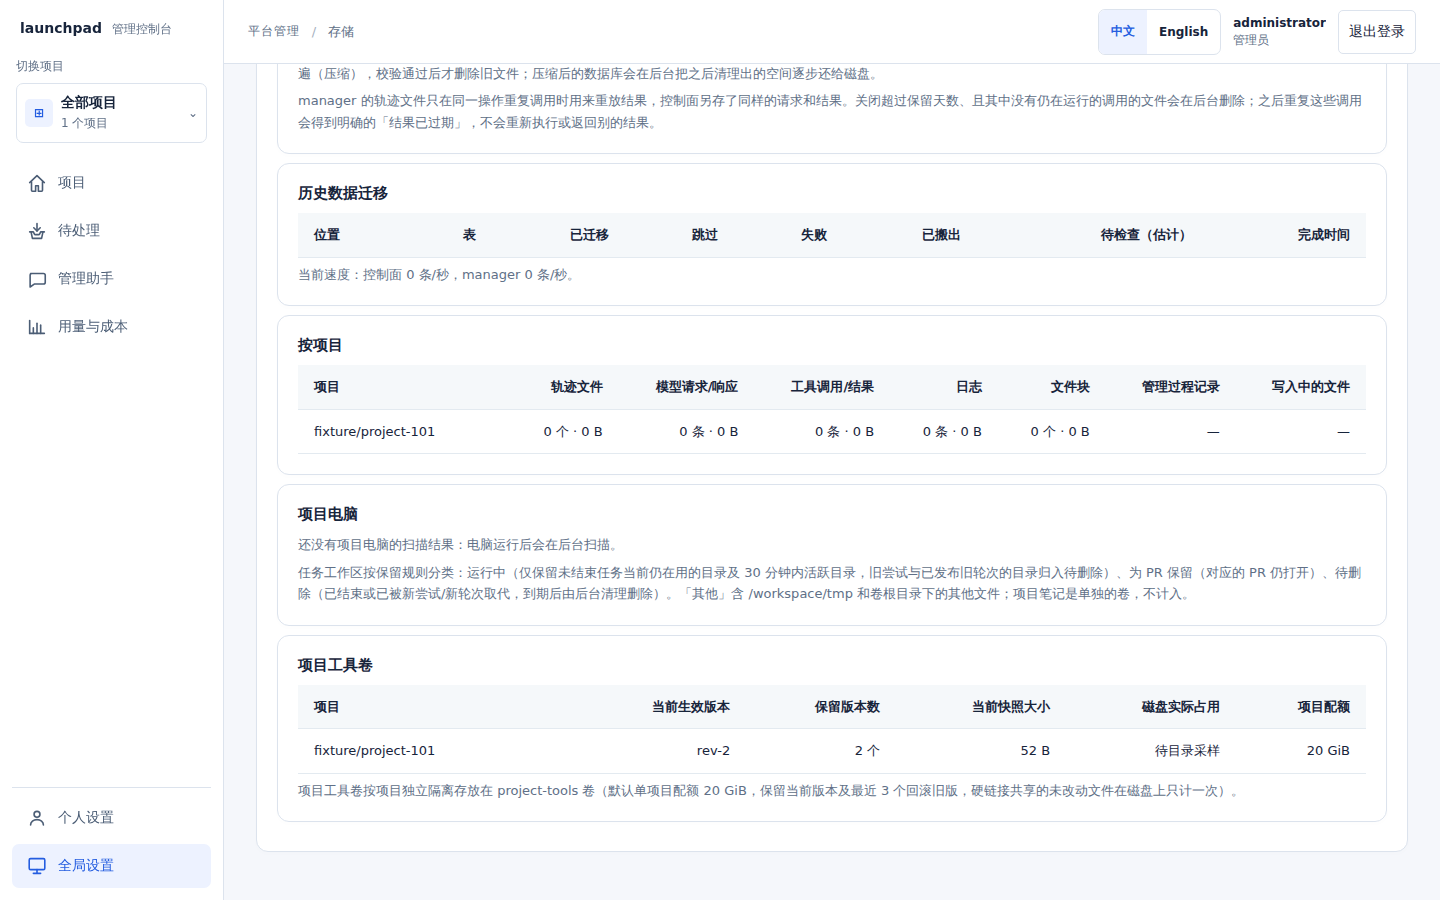 launchpad 管理控制台
平台管理 / 存储
中文 English
administrator
管理员
退出登录
切换项目
全部项目
1 个项目
项目
待处理
管理助手
用量与成本
个人设置
全局设置
遍（压缩），校验通过后才删除旧文件；压缩后的数据库会在后台把之后清理出的空间逐步还给磁盘。
manager 的轨迹文件只在同一操作重复调用时用来重放结果，控制面另存了同样的请求和结果。关闭超过保留天数、且其中没有仍在运行的调用的文件会在后台删除；之后重复这些调用
会得到明确的「结果已过期」，不会重新执行或返回别的结果。
历史数据迁移
位置 表 已迁移 跳过 失败 已搬出 待检查（估计） 完成时间
当前速度：控制面 0 条/秒，manager 0 条/秒。
按项目
项目 轨迹文件 模型请求/响应 工具调用/结果 日志 文件块 管理过程记录 写入中的文件
fixture/project-101 0 个 · 0 B 0 条 · 0 B 0 条 · 0 B 0 条 · 0 B 0 个 · 0 B — —
项目电脑
还没有项目电脑的扫描结果：电脑运行后会在后台扫描。
任务工作区按保留规则分类：运行中（仅保留未结束任务当前仍在用的目录及 30 分钟内活跃目录，旧尝试与已发布旧轮次的目录归入待删除）、为 PR 保留（对应的 PR 仍打开）、待删
除（已结束或已被新尝试/新轮次取代，到期后由后台清理删除）。「其他」含 /workspace/tmp 和卷根目录下的其他文件；项目笔记是单独的卷，不计入。
项目工具卷
项目 当前生效版本 保留版本数 当前快照大小 磁盘实际占用 项目配额
fixture/project-101 rev-2 2 个 52 B 待目录采样 20 GiB
项目工具卷按项目独立隔离存放在 project-tools 卷（默认单项目配额 20 GiB，保留当前版本及最近 3 个回滚旧版，硬链接共享的未改动文件在磁盘上只计一次）。